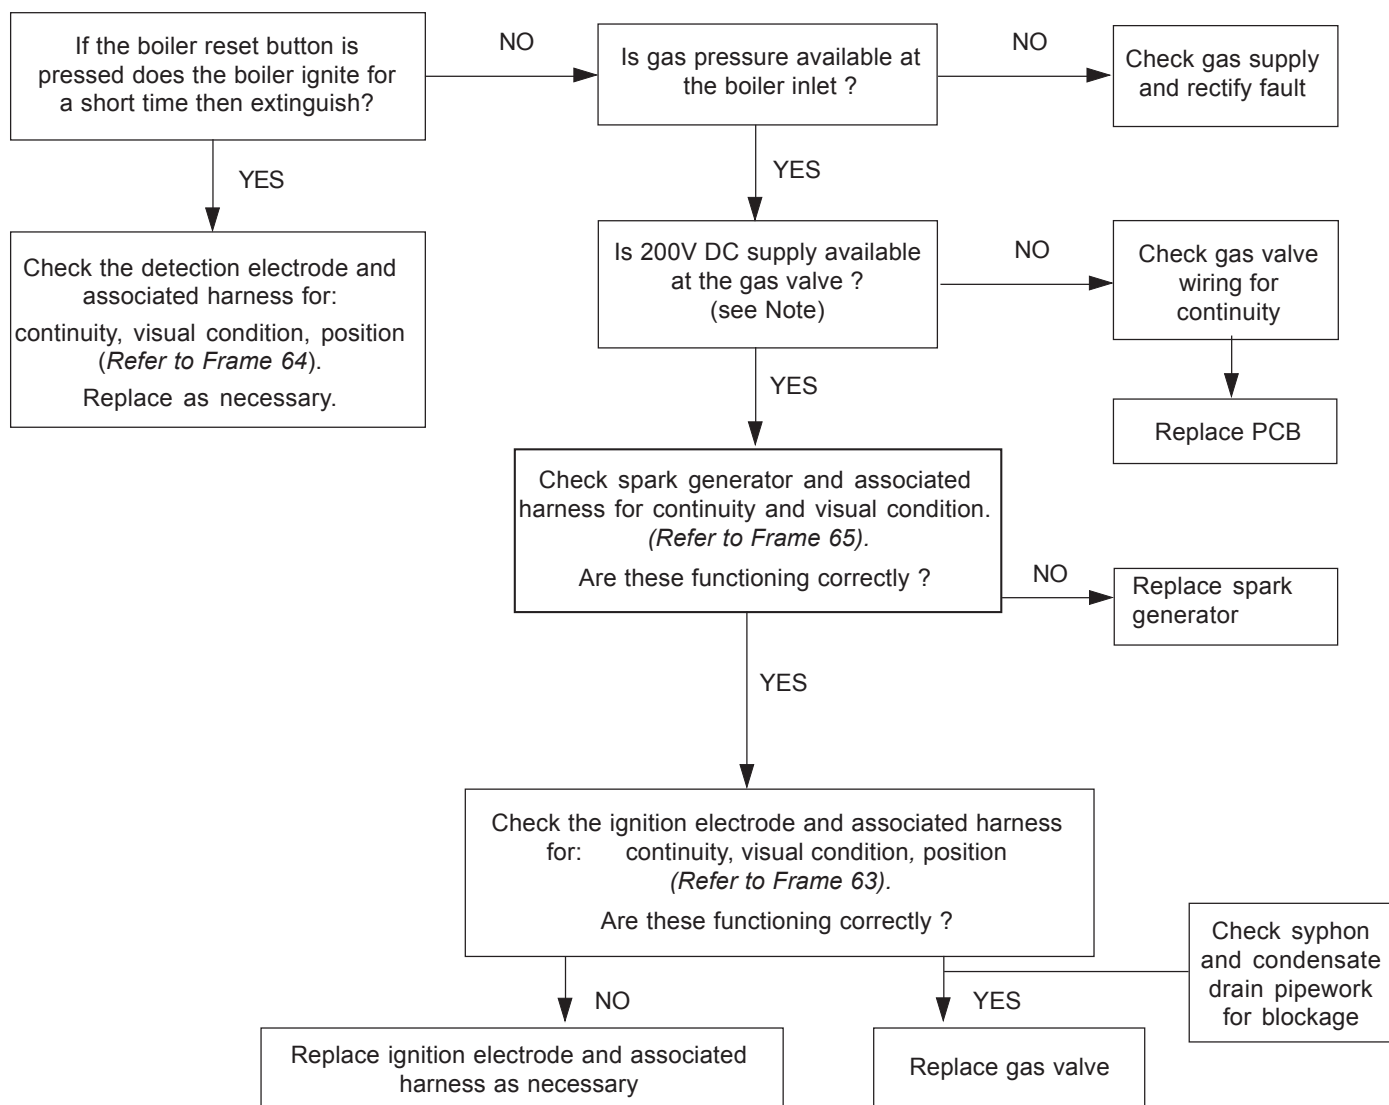 If the boiler reset button is
pressed does the boiler ignite for
a short time then extinguish?
NO
Is gas pressure available at
the boiler inlet ?
NO
Check gas supply
and rectify fault
YES
YES
Check the detection electrode and
associated harness for:
continuity, visual condition, position
(Refer to Frame 64).
Replace as necessary.
Is 200V DC supply available
at the gas valve ?
(see Note)
NO
Check gas valve
wiring for
continuity
YES
Replace PCB
Check spark generator and associated
harness for continuity and visual condition.
(Refer to Frame 65).
Are these functioning correctly ?
NO
Replace spark
generator
YES
Check the ignition electrode and associated harness
for: continuity, visual condition, position
(Refer to Frame 63).
Are these functioning correctly ?
Check syphon
and condensate
drain pipework
for blockage
NO
YES
Replace ignition electrode and associated
harness as necessary
Replace gas valve